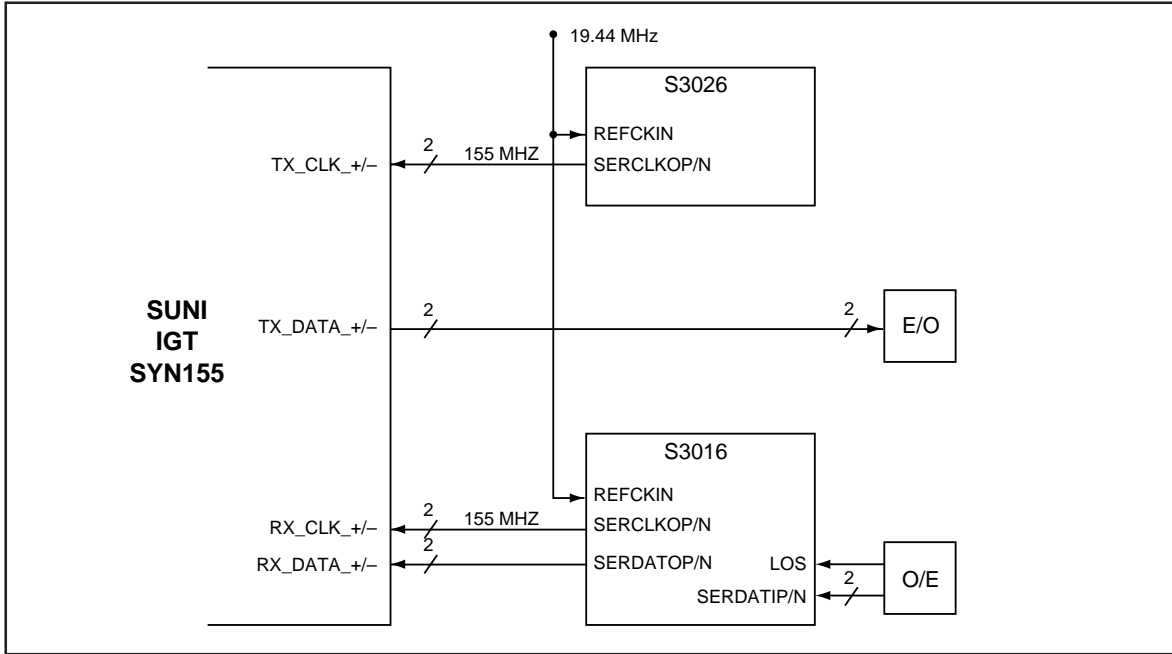 19.44 MHz
S3026
REFCKIN
2
155 MHZ
TX_CLK_+/–
SERCLKOP/N
SUNI
IGT
SYN155
TX_DATA_+/–
2
2
E/O
S3016
REFCKIN
2
155 MHZ
RX_CLK_+/–
SERCLKOP/N
2
RX_DATA_+/–
SERDATOP/N
LOS
2
SERDATIP/N
O/E